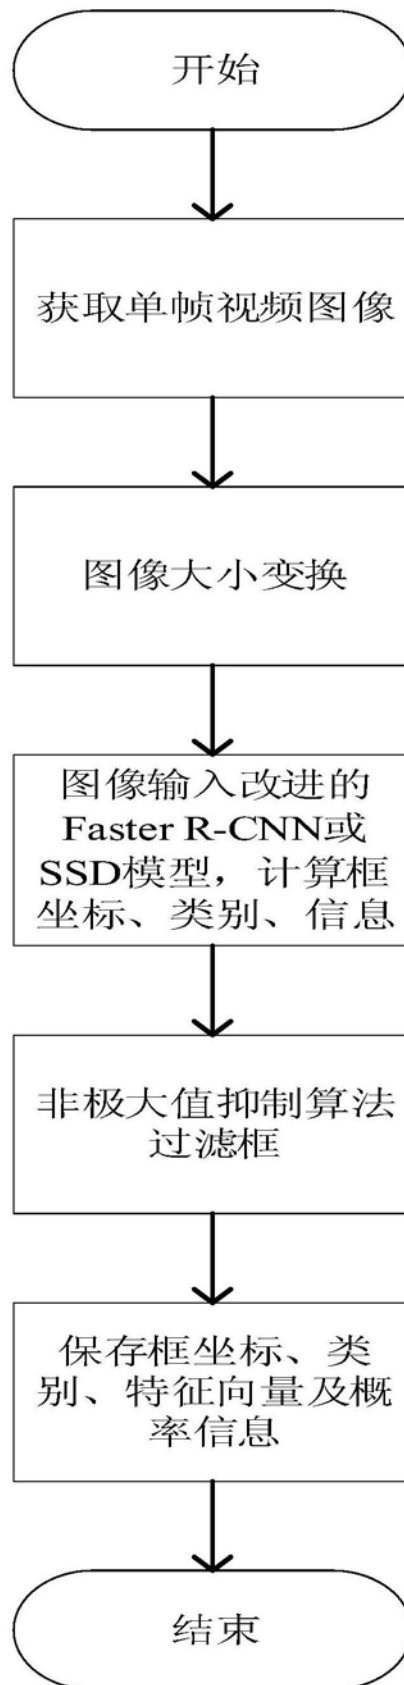 开始
获取单帧视频图像
图像大小变换
图像输入改进的
Faster R-CNN或
SSD模型，计算框
坐标、类别、信息
非极大值抑制算法
过滤框
保存框坐标、类
别、特征向量及概
率信息
结束